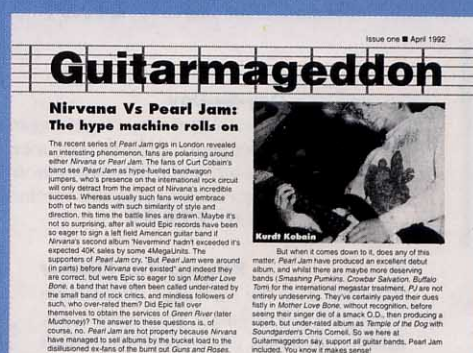 Issue one ■ April 1992
Guitarmageddon
Nirvana Vs Pearl Jam:
The hype machine rolls on
The recent series of Pearl Jam gigs in London revealed
an interesting phenomenon, fans are polarising around
either Nirvana or Pearl Jam. The fans of Curt Cobain's
band see Pearl Jam as hype-fuelled bandwagon
jumpers, who's presence on the international rock circuit
will only detract from the impact of Nirvana's incredible
success. Whereas usually such fans would embrace
both of two bands with such similarity of style and
direction, this time the battle lines are drawn. Maybe it's
not so surprising, after all would Epic records have been
so eager to sign a left field American guitar band if
Nirvana's second album 'Nevermind' hadn't exceeded it's
expected 40K sales by some 4MegaUnits. The
supporters of Pearl Jam cry, "But Pearl Jam were around
(in parts) before Nirvana ever existed" and indeed they
are correct, but were Epic so eager to sign Mother Love
Bone, a band that have often been called under-rated by
the small band of rock critics, and mindless followers of
such, who over-rated them? Did Epic fall over
themselves to obtain the services of Green River (later
Mudhoney)? The answer to these questions is, of
course, no. Pearl Jam are hot property because Nirvana
have managed to sell albums by the bucket load to the
disillusioned ex-fans of the burnt out Guns and Roses.
Kurdt Kobain
But when it comes down to it, does any of this
matter, Pearl Jam have produced an excellent debut
album, and whilst there are maybe more deserving
bands (Smashing Pumkins, Crowbar Salvation, Buffalo
Tom) for the international megastar treatment, PJ are not
entirely undeserving. They've certainly payed their dues
fistly in Mother Love Bone, without recognition, before
seeing their singer die of a smack O.D., then producing a
superb, but under-rated album as Temple of the Dog with
Soundgarden's Chris Cornell. So we here at
Guitarmaggedon say, support all guitar bands, Pearl Jam
included. You know it makes sense!